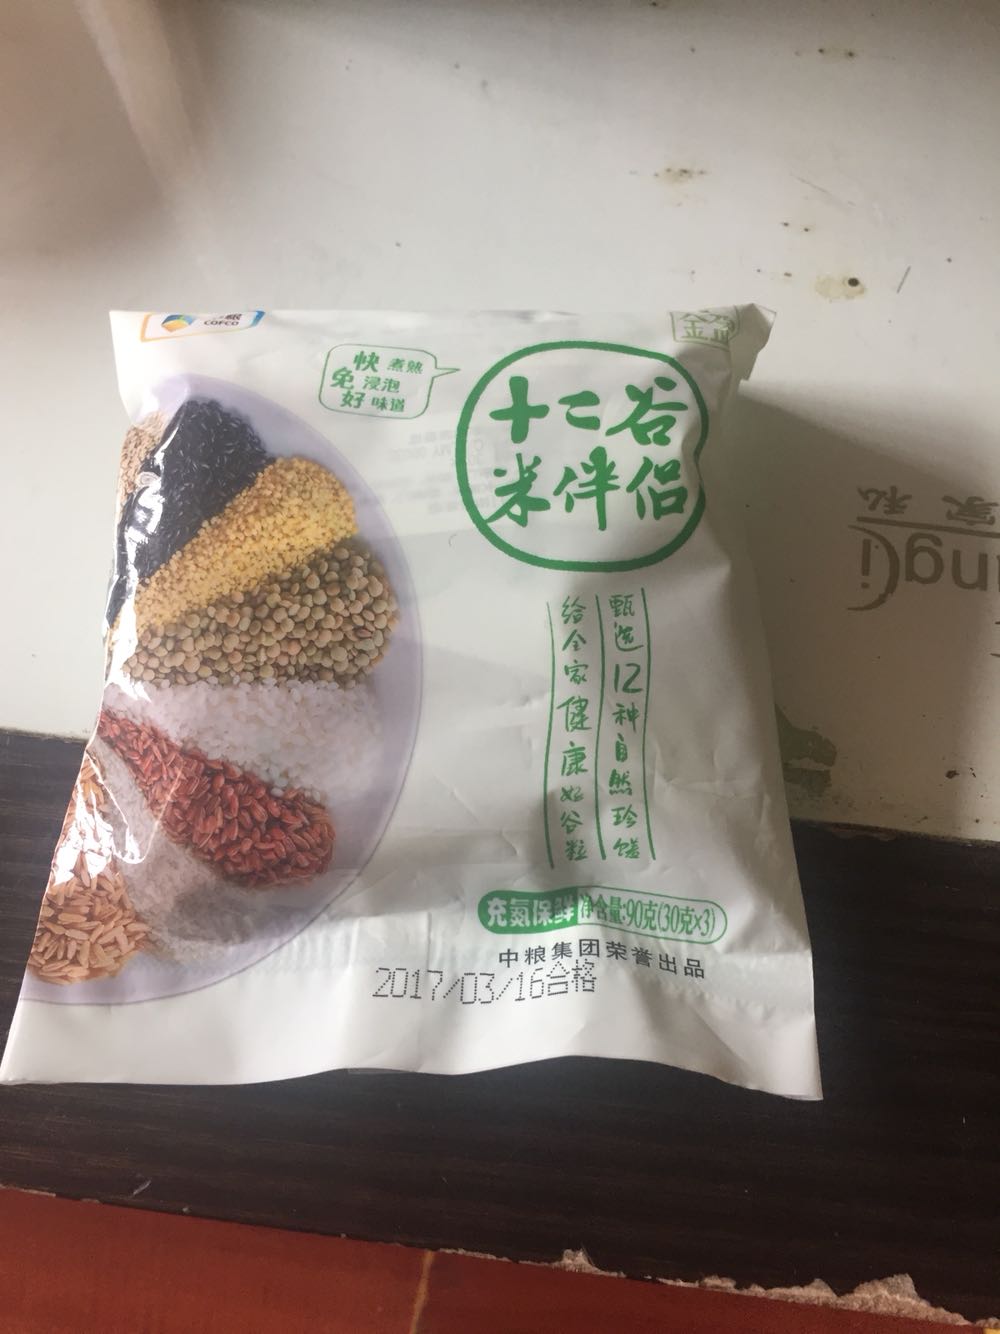 COFCO
快煮熟
免浸泡
好味道
十二谷
米伴侣
甄选12种自然珍馐
给全家健康好谷粒
充氮保鲜 净含量:90克(30克×3)
中粮集团荣誉出品
2017/03/16合格
家私